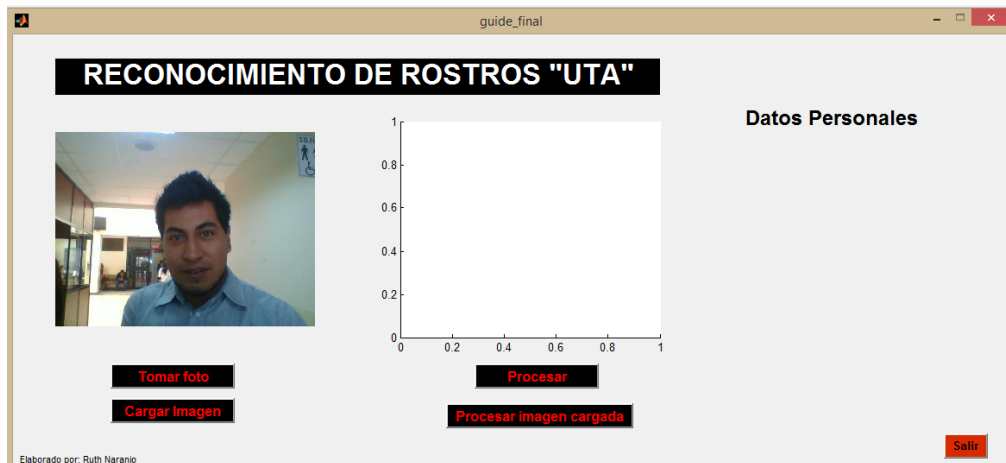 guide_final
RECONOCIMIENTO DE ROSTROS "UTA"
Datos Personales
1
0.8
0.6
0.4
0.2
0
0 0.2 0.4 0.6 0.8 1
Tomar foto
Procesar
Cargar Imagen
Procesar imagen cargada
Salir
Elaborado por: Ruth Naranjo